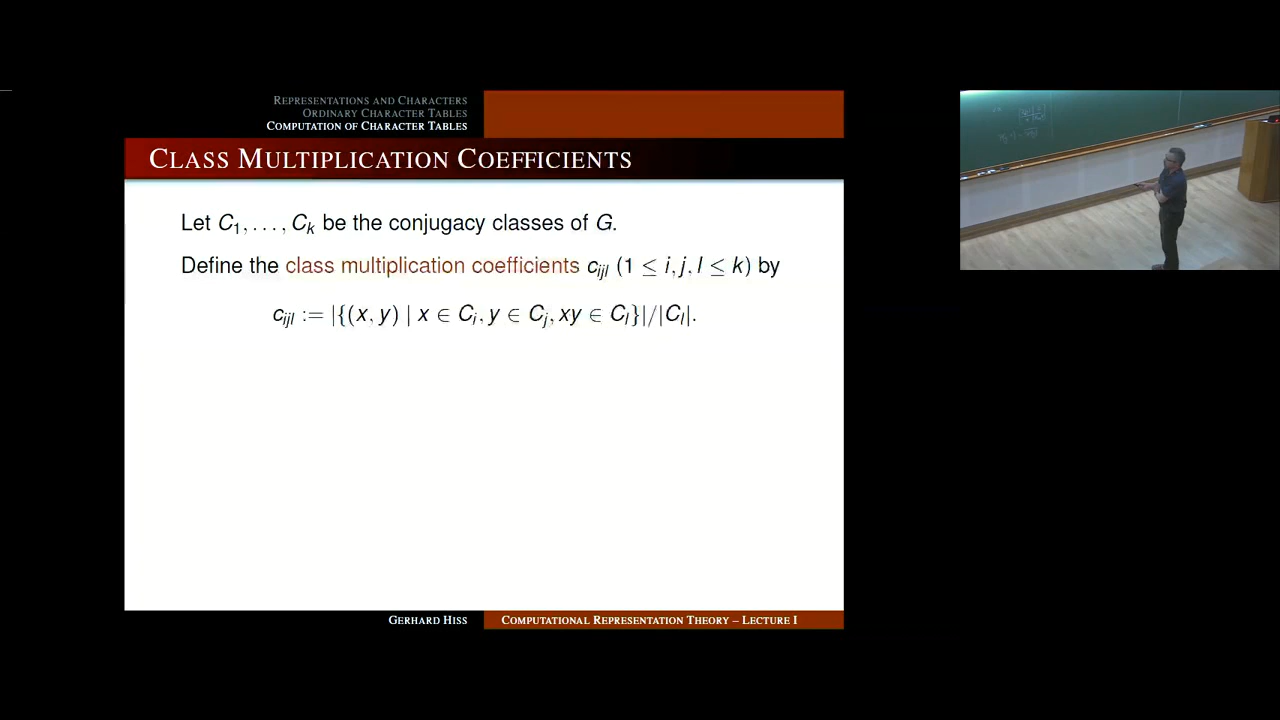 REPRESENTATIONS AND CHARACTERS
ORDINARY CHARACTER TABLES
COMPUTATION OF CHARACTER TABLES
CLASS MULTIPLICATION COEFFICIENTS
Let C₁, . . . , Cₖ be the conjugacy classes of G.
Define the class multiplication coefficients cᵢⱼₗ (1 ≤ i, j, l ≤ k) by
cᵢⱼₗ := |{(x, y) | x ∈ Cᵢ, y ∈ Cⱼ, xy ∈ Cₗ}|/|Cₗ|.
GERHARD HISS
COMPUTATIONAL REPRESENTATION THEORY – LECTURE I